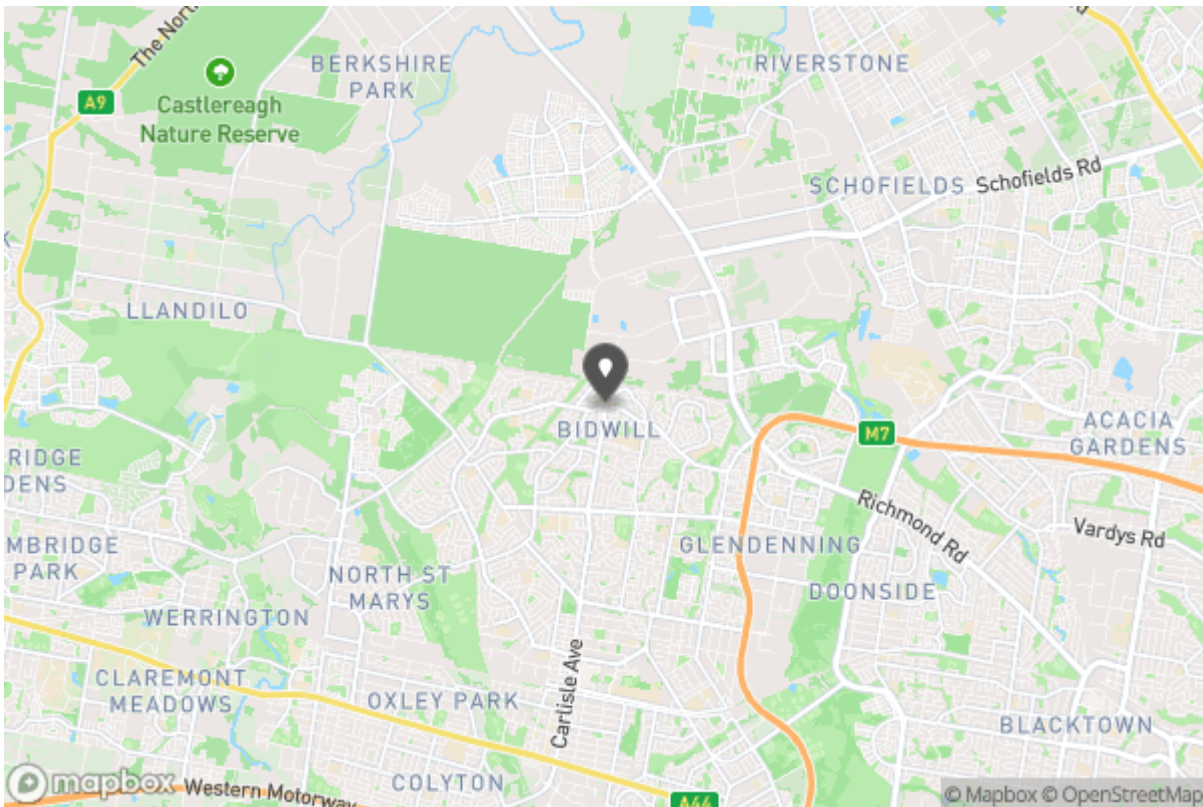 The North
BERKSHIRE
PARK
RIVERSTONE
Rd
A9
Castlereagh
Nature Reserve
SCHOFIELDS
Schofields Rd
LLANDILO
BIDWILL
M7
ACACIA
GARDENS
RIDGE
DENS
Richmond Rd
Vardys Rd
MBRIDGE
PARK
GLENDENNING
NORTH ST
MARYS
DOONSIDE
WERRINGTON
CLAREMONT
MEADOWS
OXLEY PARK
Carlisle Ave
BLACKTOWN
COLYTON
mapbox
Western Motorway
A44
© Mapbox © OpenStreetMap